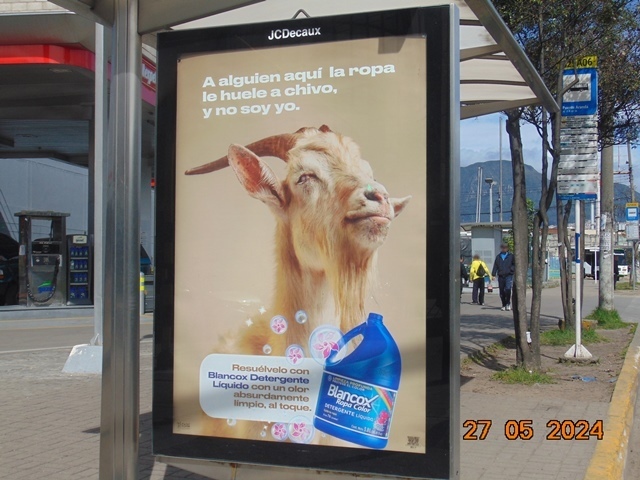 JCDecaux
A alguien aquí la ropa
le huele a chivo,
y no soy yo.
Resuélvelo con
Blancox Detergente
Líquido con un olor
absurdamente
limpio, al toque.
Blancox
Ropa Color
DETERGENTE LÍQUIDO
A06
27 05 2024